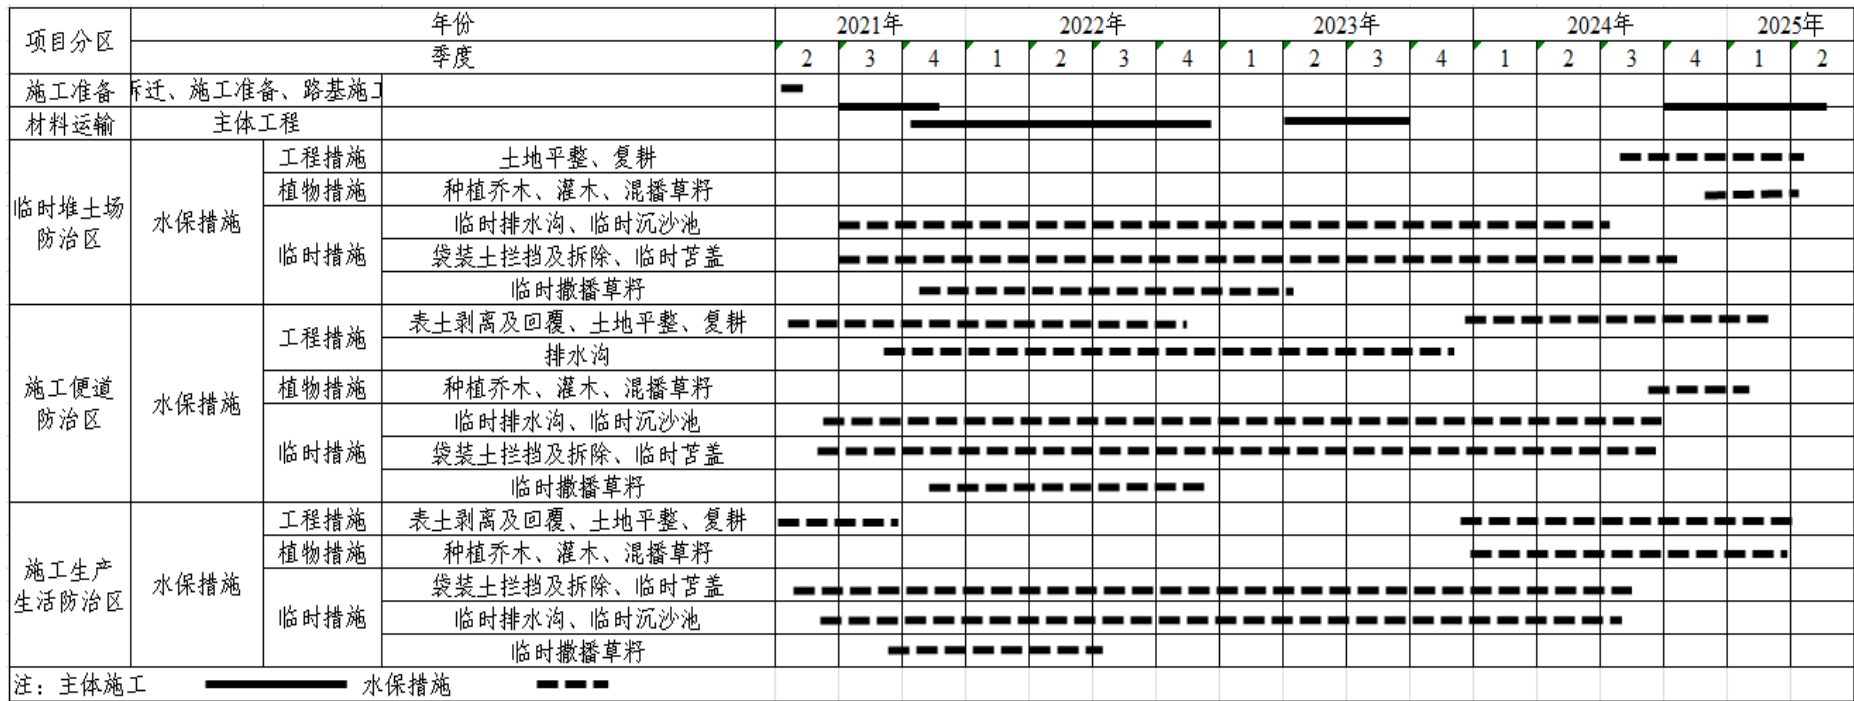 项目分区 年份 2021年 2022年 2023年 2024年 2025年
季度 2 3 4 1 2 3 4 1 2 3 4 1 2 3 4 1 2
施工准备 拆迁、施工准备、路基施工
材料运输 主体工程
临时堆土场
防治区
水保措施
工程措施 土地平整、复耕
植物措施 种植乔木、灌木、混播草籽
临时措施
临时排水沟、临时沉沙池
袋装土拦挡及拆除、临时苫盖
临时撒播草籽
施工便道
防治区
水保措施
工程措施
表土剥离及回覆、土地平整、复耕
排水沟
植物措施 种植乔木、灌木、混播草籽
临时措施
临时排水沟、临时沉沙池
袋装土拦挡及拆除、临时苫盖
临时撒播草籽
施工生产
生活防治区
水保措施
工程措施 表土剥离及回覆、土地平整、复耕
植物措施 种植乔木、灌木、混播草籽
临时措施
袋装土拦挡及拆除、临时苫盖
临时排水沟、临时沉沙池
临时撒播草籽
注：主体施工 水保措施